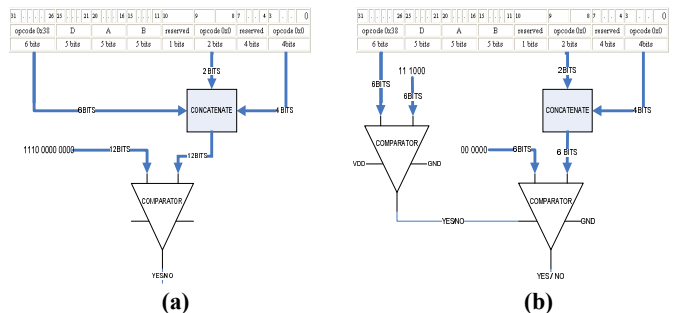 31 . . . . . 26 25 . . . 21 20 . . . 16 15 . . . 11 10 9 8 7 . . 4 3 . . . 0
opcode 0x38 D A B reserved opcode 0x0 reserved opcode 0x0
6 bits 5 bits 5 bits 5 bits 1 bits 2 bits 4 bits 4bits
2 BITS
6BITS CONCATENATE 4 BITS
1110 0000 0000 12BITS 12BITS
COMPARATOR
YES/NO
(a)
31 . . . . . 26 25 . . . 21 20 . . . 16 15 . . . 11 10 9 8 7 . . 4 3 . . . 0
opcode 0x38 D A B reserved opcode 0x0 reserved opcode 0x0
6 bits 5 bits 5 bits 5 bits 1 bits 2 bits 4 bits 4bits
11 1000 2BITS
6BITS 6BITS CONCATENATE 4BITS
COMPARATOR
VDD GND 00 0000 6BITS 6 BITS
COMPARATOR
YES/NO GND
YES/ NO
(b)